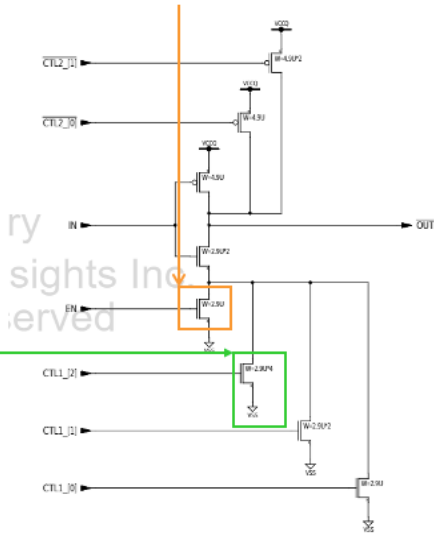 VCCQ
CTL2_[1]
W=4.9U*2
VCCQ
CTL2_[0]
W=4.9U
VCCQ
W=4.9U
ry
IN
OUT
W=2.9U*2
sights Inc.
EN
W=2.9U
served
VSS
CTL1_[2]
W=2.9U*4
VSS
CTL1_[1]
W=2.9U*2
VSS
CTL1_[0]
W=2.9U
VSS